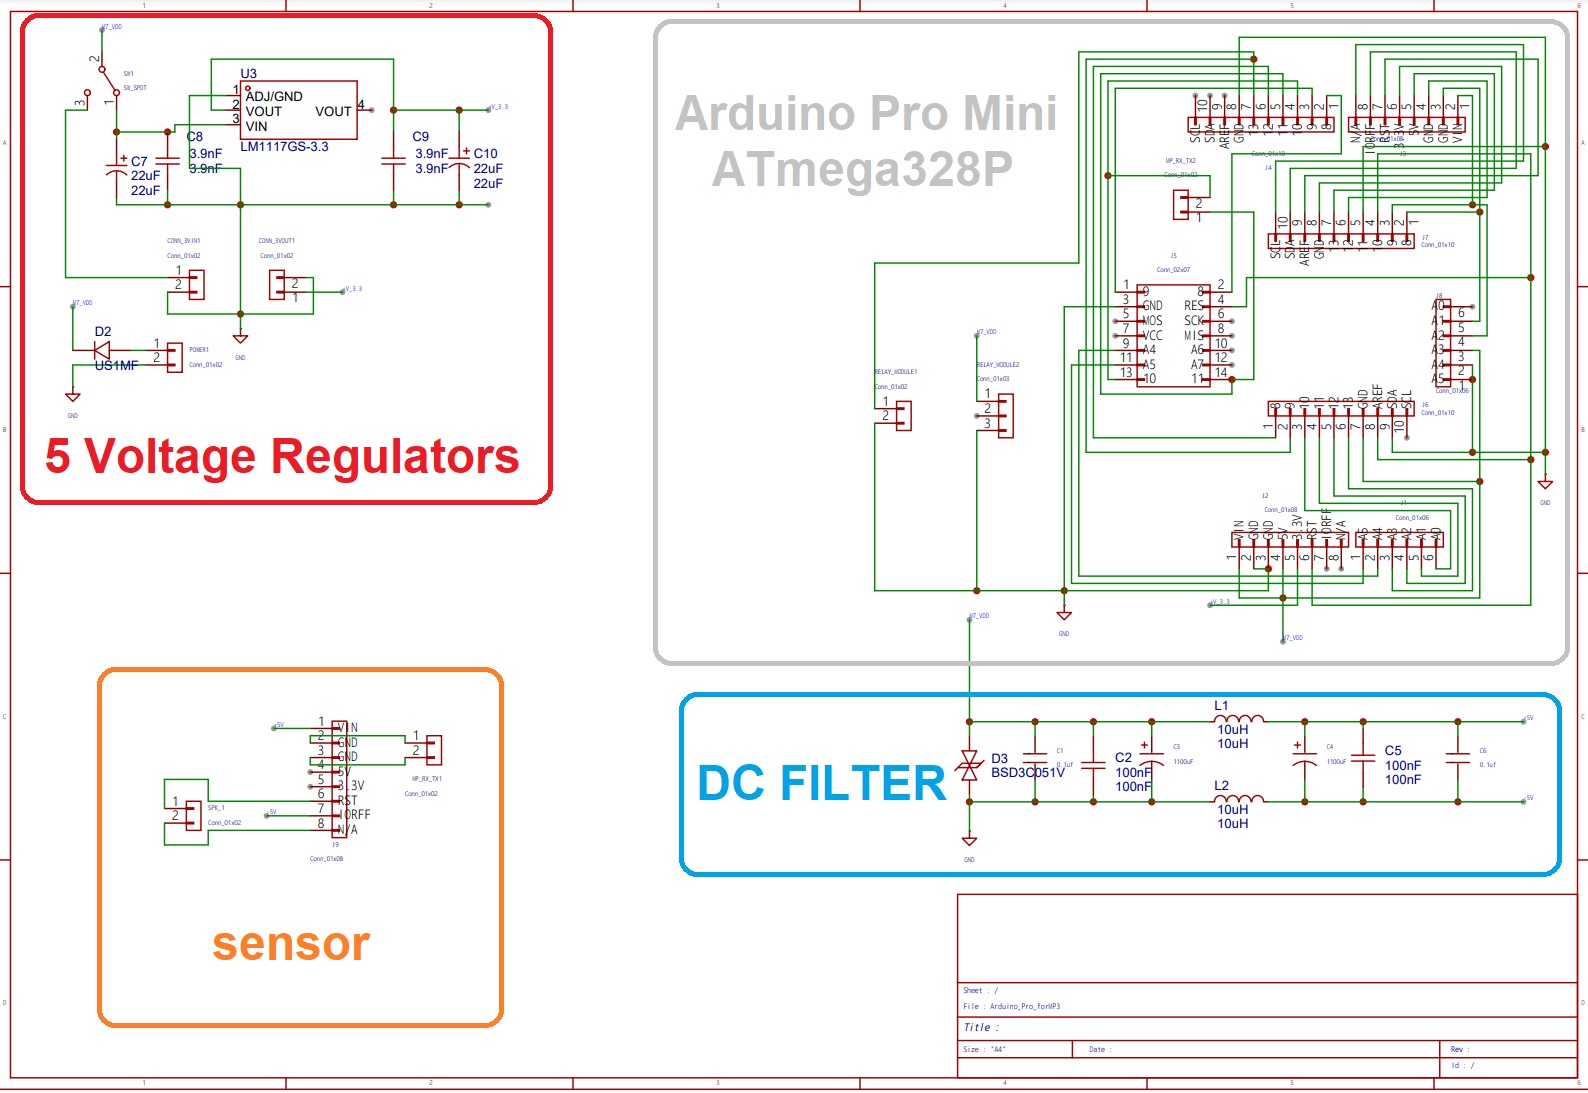 1
2
3
4
5
6
V7_VDD
2
SW1
SW_SPDT
3
1
U3
1
2
3
ADJ/GND
VOUT
VIN
VOUT
4
LM1117GS-3.3
C7
22uF
22uF
C8
3.9nF
3.9nF
C9
3.9nF
3.9nF
C10
22uF
22uF
+V_3.3
CONN_3VIN1
Conn_01x02
1
2
CONN_3VOUT1
Conn_01x02
2
1
+V_3.3
V7_VDD
D2
US1MF
1
2
POWER1
Conn_01x02
GND
GND
5 Voltage Regulators
Arduino Pro Mini
ATmega328P
SCL
SDA
AREF
GND
13
12
11
10
9
8
10
9
8
7
6
5
4
3
2
1
Conn_01x10
J4
N/A
IORFF
RST
3.3V
5V
GND
GND
VIN
8
7
6
5
4
3
2
1
Conn_01x08
J3
MP_RX_TX2
Conn_01x02
2
1
SCL
SDA
AREF
GND
13
12
11
10
9
8
10
9
8
7
6
5
4
3
2
1
J7
Conn_01x10
J5
Conn_02x07
1
3
5
7
9
11
13
9
GND
MOS
VCC
A4
A5
10
8
RES
SCK
MIS
A6
A7
11
2
4
6
8
10
12
14
J8
A0
A1
A2
A3
A4
A5
6
5
4
3
2
1
Conn_01x06
V7_VDD
RELAY_MODULE1
Conn_01x02
1
2
RELAY_MODULE2
Conn_01x03
1
2
3
8
9
10
11
12
13
GND
AREF
SDA
SCL
1
2
3
4
5
6
7
8
9
10
J6
Conn_01x10
GND
J2
Conn_01x08
VIN
GND
GND
5V
3.3V
RST
IORFF
N/A
1
2
3
4
5
6
7
8
J1
Conn_01x06
A5
A4
A3
A2
A1
A0
1
2
3
4
5
6
+V_3.3
V7_VDD
GND
V7_VDD
DC FILTER
D3
BSD3C051V
C1
0.1uf
C2
100nF
100nF
C3
1100uF
L1
10uH
10uH
L2
10uH
10uH
C4
1100uF
C5
100nF
100nF
C6
0.1uf
+5V
+5V
GND
+5V
1
2
3
4
5
6
7
8
VIN
GND
GND
5V
3.3V
RST
IORFF
N/A
1
2
MP_RX_TX1
Conn_01x02
1
2
SPK_1
Conn_01x02
+5V
J9
Conn_01x08
sensor
Sheet : /
File : Arduino_Pro_forMP3
Title :
Size : "A4"
Date :
Rev :
Id : /
A
B
C
D
A
B
C
D
1
2
3
4
5
6